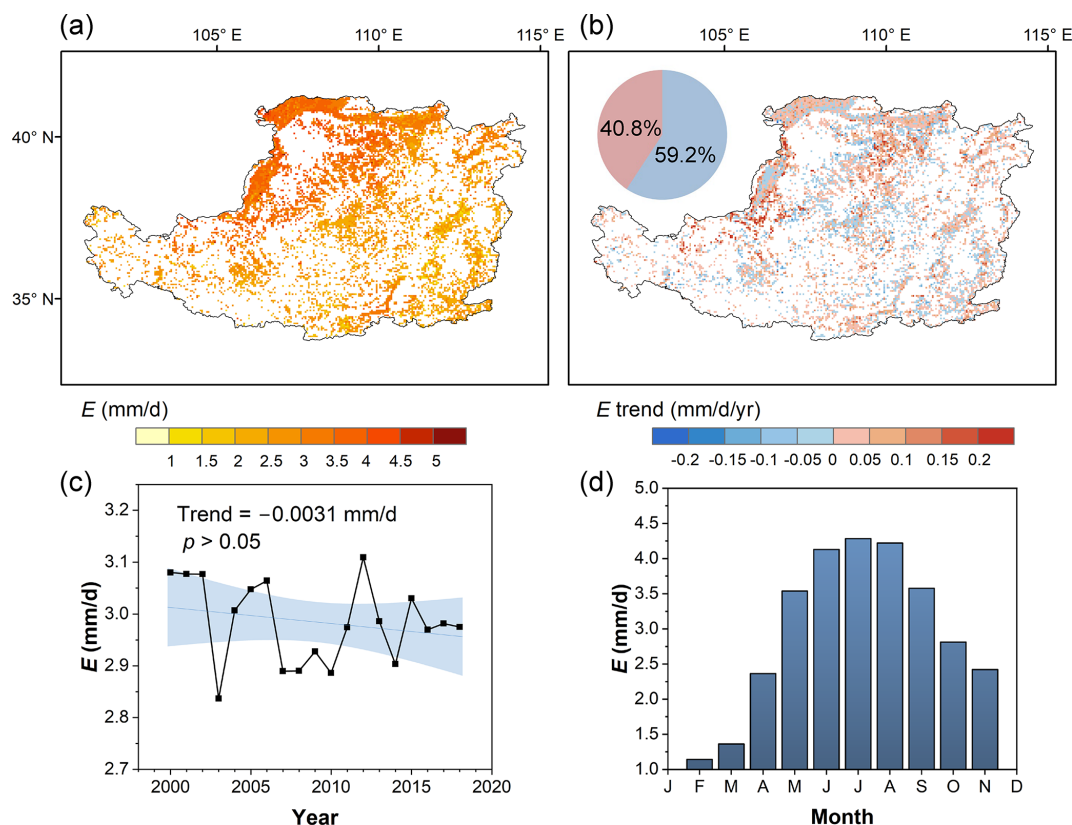 (a)
105° E 110° E 115° E
40° N
35° N
(b)
105° E 110° E 115° E
40.8%
59.2%
E (mm/d)
1 1.5 2 2.5 3 3.5 4 4.5 5
E trend (mm/d/yr)
-0.2 -0.15 -0.1 -0.05 0 0.05 0.1 0.15 0.2
(c)
Trend = −0.0031 mm/d
p > 0.05
3.2
3.1
3.0
2.9
2.8
2.7
E (mm/d)
2000 2005 2010 2015 2020
Year
(d)
5.0
4.5
4.0
3.5
3.0
2.5
2.0
1.5
1.0
E (mm/d)
J F M A M J J A S O N D
Month